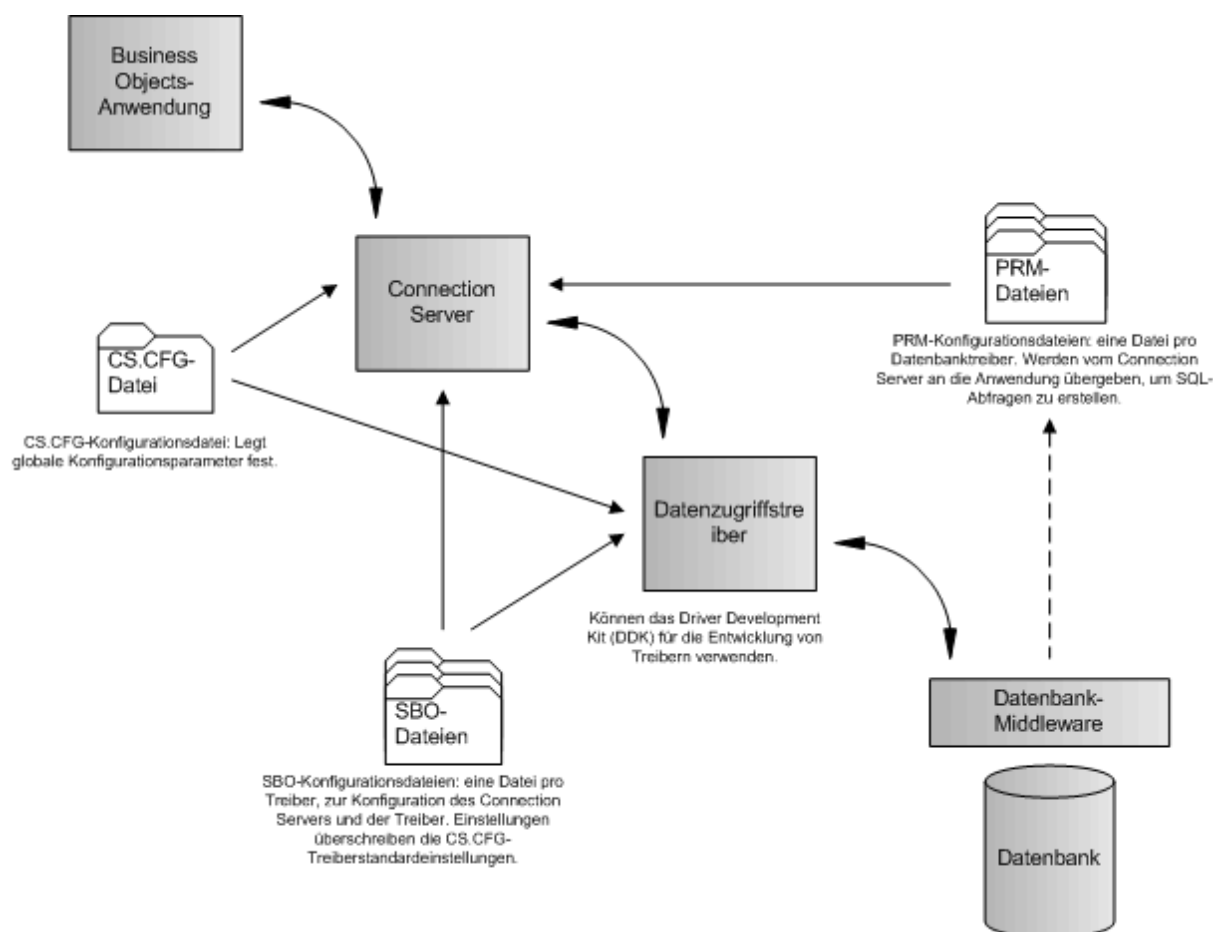 Business
Objects-
Anwendung
Connection
Server
PRM-
Dateien
PRM-Konfigurationsdateien: eine Datei pro
Datenbanktreiber. Werden vom Connection
Server an die Anwendung übergeben, um SQL-
Abfragen zu erstellen.
CS.CFG-
Datei
CS.CFG-Konfigurationsdatei: Legt
globale Konfigurationsparameter fest.
Datenzugriffstre
iber
Können das Driver Development
Kit (DDK) für die Entwicklung von
Treibern verwenden.
SBO-
Dateien
SBO-Konfigurationsdateien: eine Datei pro
Treiber, zur Konfiguration des Connection
Servers und der Treiber. Einstellungen
überschreiben die CS.CFG-
Treiberstandardeinstellungen.
Datenbank-
Middleware
Datenbank